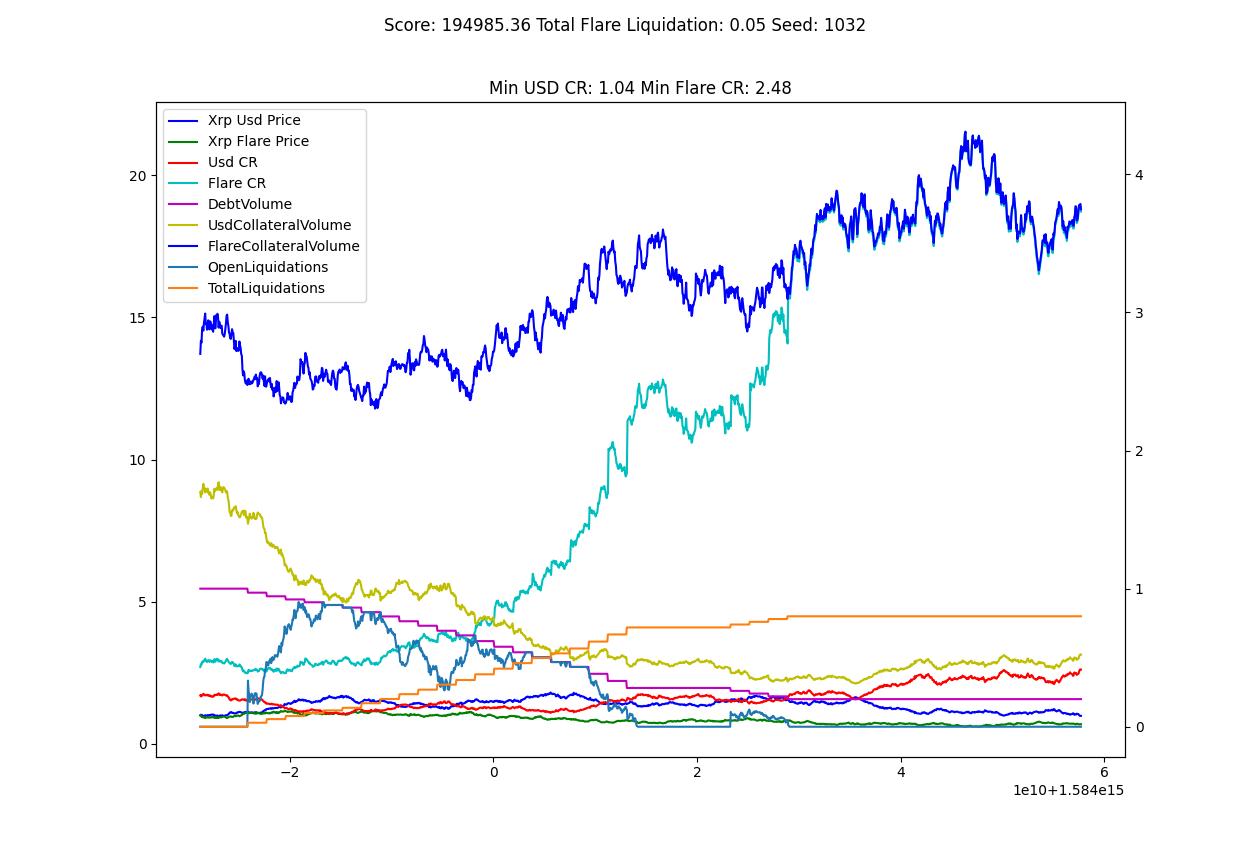 Score: 194985.36 Total Flare Liquidation: 0.05 Seed: 1032
Min USD CR: 1.04 Min Flare CR: 2.48
Xrp Usd Price
Xrp Flare Price
Usd CR
Flare CR
DebtVolume
UsdCollateralVolume
FlareCollateralVolume
OpenLiquidations
TotalLiquidations
20
15
10
5
0
4
3
2
1
0
−2
0
2
4
6
1e10+1.584e15